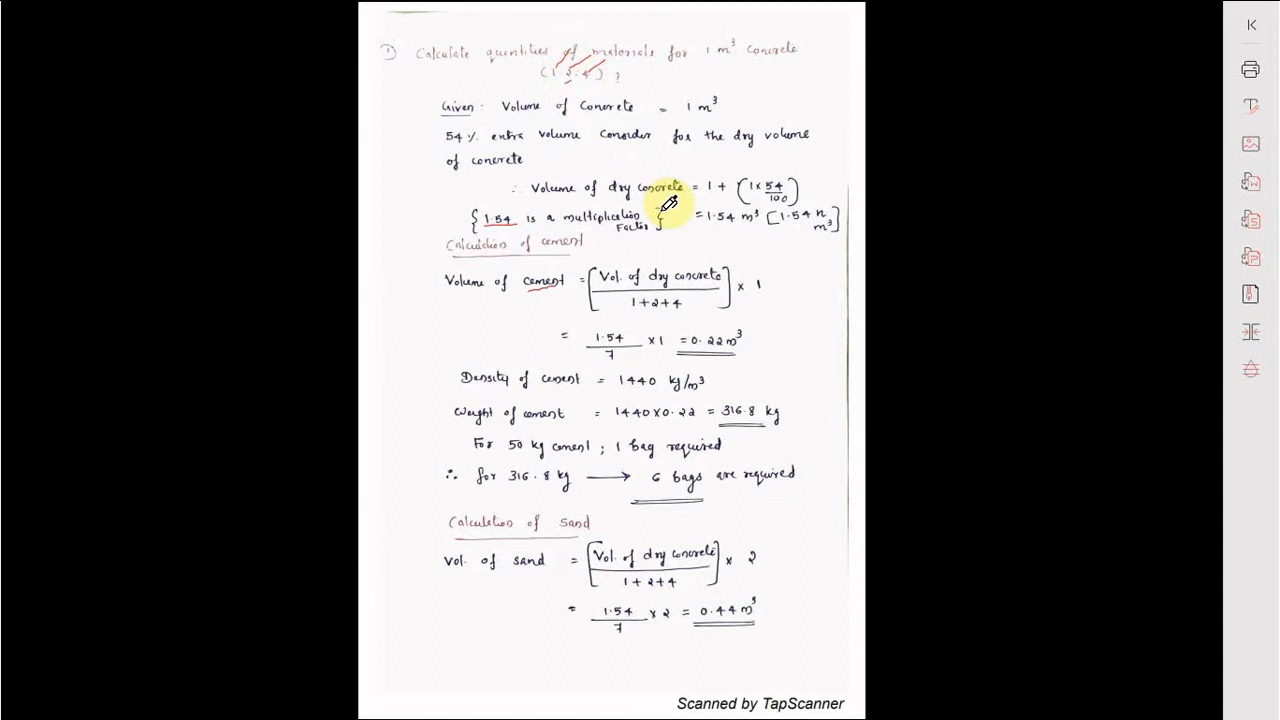 ① Calculate quantities of materials for 1 m³ concrete
(1:2:4) ?
Given: Volume of Concrete = 1 m³
54% extra volume Consider for the dry volume
of concrete
∴ Volume of dry concrete = 1 + (1 × 54/100)
{1.54 is a multiplication Factor} = 1.54 m³ [1.54 n m³]
Calculation of cement
Volume of cement = [Vol. of dry concrete / 1+2+4] × 1
= 1.54/7 × 1 = 0.22 m³
Density of cement = 1440 kg/m³
Weight of cement = 1440 × 0.22 = 316.8 kg
For 50 kg cement ; 1 bag required
∴ for 316.8 kg → 6 bags are required
Calculation of sand
Vol. of sand = [Vol. of dry concrete / 1+2+4] × 2
= 1.54/7 × 2 = 0.44 m³
Scanned by TapScanner